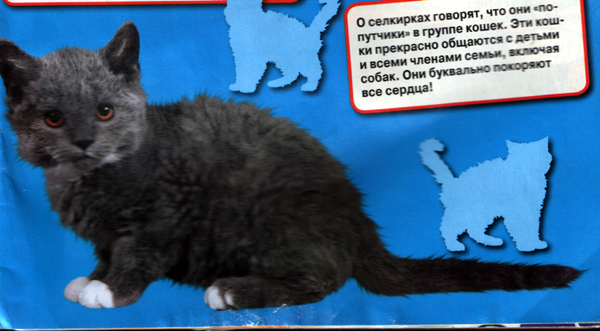 О селкирках говорят, что они «по-
путчики» в группе кошек. Эти кош-
ки прекрасно общаются с детьми
и всеми членами семьи, включая
собак. Они буквально покоряют
все сердца!